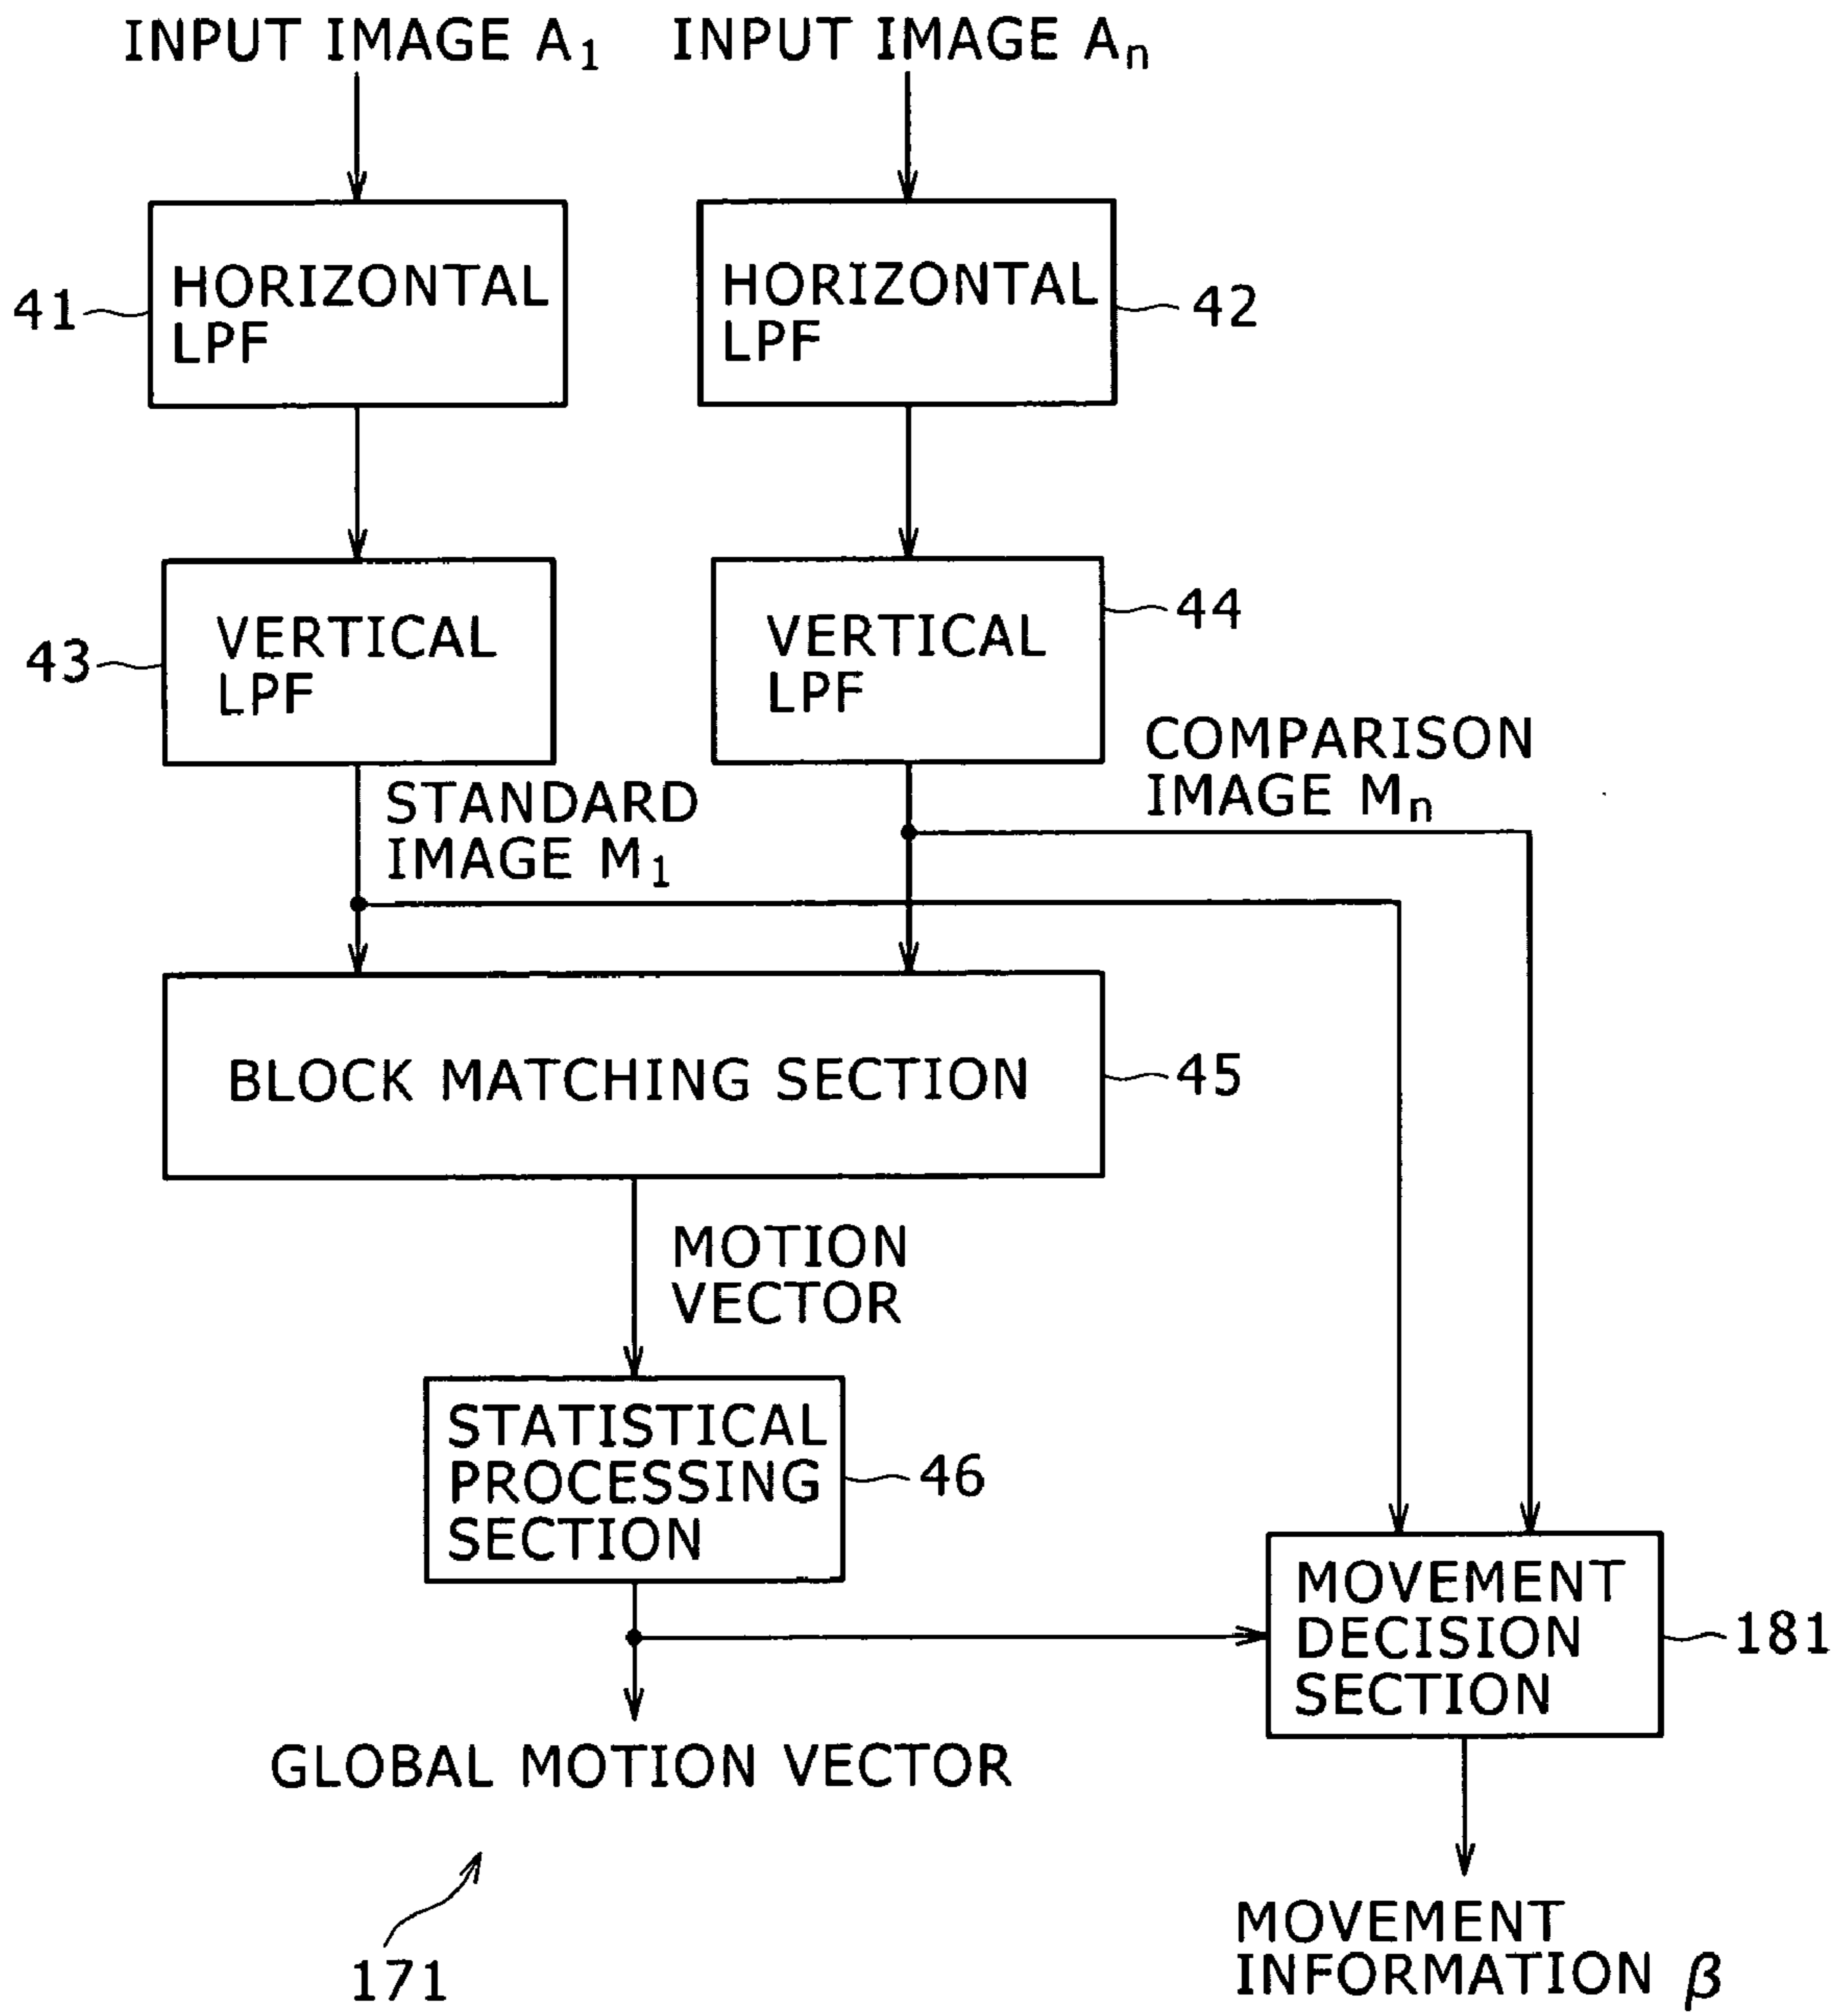 INPUT IMAGE A1
INPUT IMAGE An
HORIZONTAL
LPF
41
HORIZONTAL
LPF
42
VERTICAL
LPF
43
VERTICAL
LPF
44
STANDARD
IMAGE M1
COMPARISON
IMAGE Mn
BLOCK MATCHING SECTION
45
MOTION
VECTOR
STATISTICAL
PROCESSING
SECTION
46
MOVEMENT
DECISION
SECTION
181
GLOBAL MOTION VECTOR
171
MOVEMENT
INFORMATION β